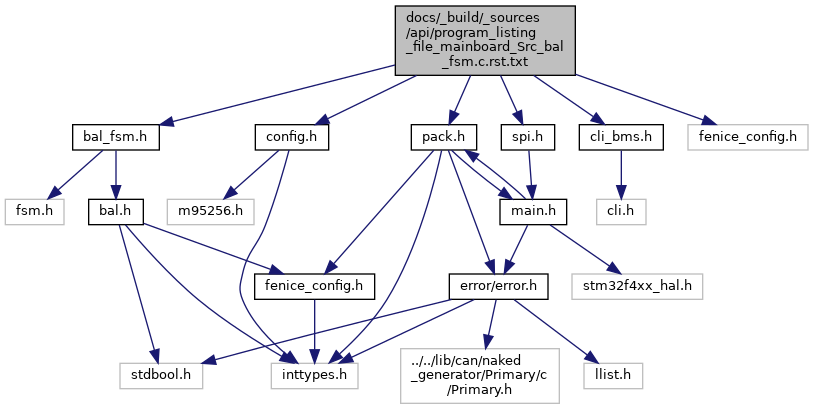 docs/_build/_sources
/api/program_listing
_file_mainboard_Src_bal
_fsm.c.rst.txt
bal_fsm.h
config.h
pack.h
spi.h
cli_bms.h
fenice_config.h
fsm.h
bal.h
m95256.h
main.h
cli.h
fenice_config.h
error/error.h
stm32f4xx_hal.h
stdbool.h
inttypes.h
../../lib/can/naked
_generator/Primary/c
/Primary.h
llist.h